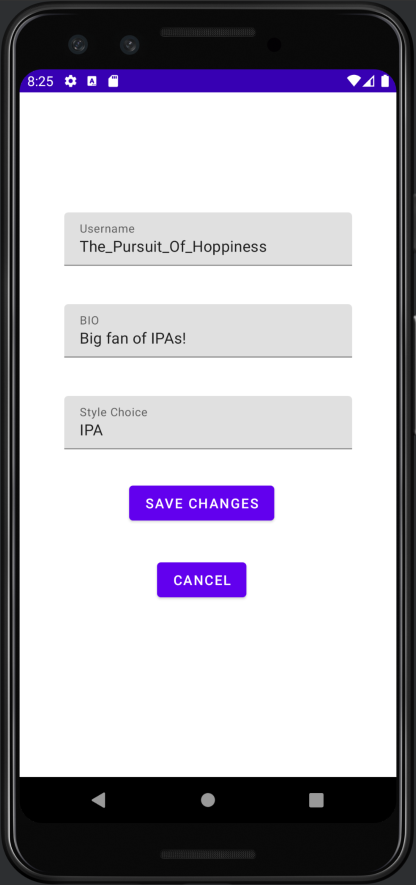 8:25
Username
The_Pursuit_Of_Hoppiness
BIO
Big fan of IPAs!
Style Choice
IPA
SAVE CHANGES
CANCEL